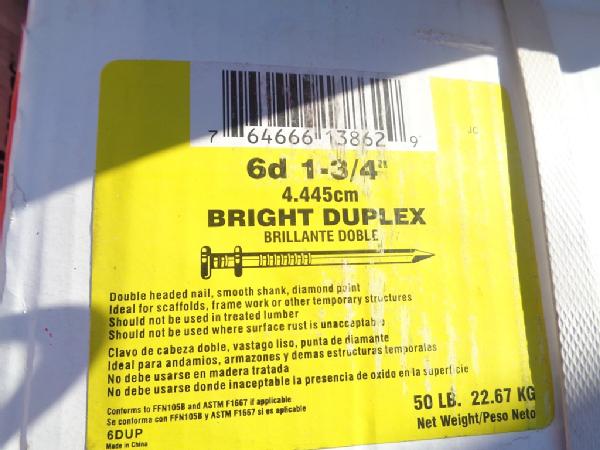 7 64666 13862 9
JC
6d 1-3/4"
4.445cm
BRIGHT DUPLEX
BRILLANTE DOBLE
Double headed nail, smooth shank, diamond point
Ideal for scaffolds, frame work or other temporary structures
Should not be used in treated lumber
Should not be used where surface rust is unacceptable
Clavo de cabeza doble, vastago liso, punta de diamante
Ideal para andamios, armazones y demas estructuras temporales
No debe usarse en madera tratada
No debe usarse donde inaceptable la presencia de oxido en la superficie
Conforms to FFN105B and ASTM F1667 if applicable
Se conforma con FFN105B y ASTM F1667 si es aplicable
6DUP
Made in China
50 LB. 22.67 KG
Net Weight/Peso Neto